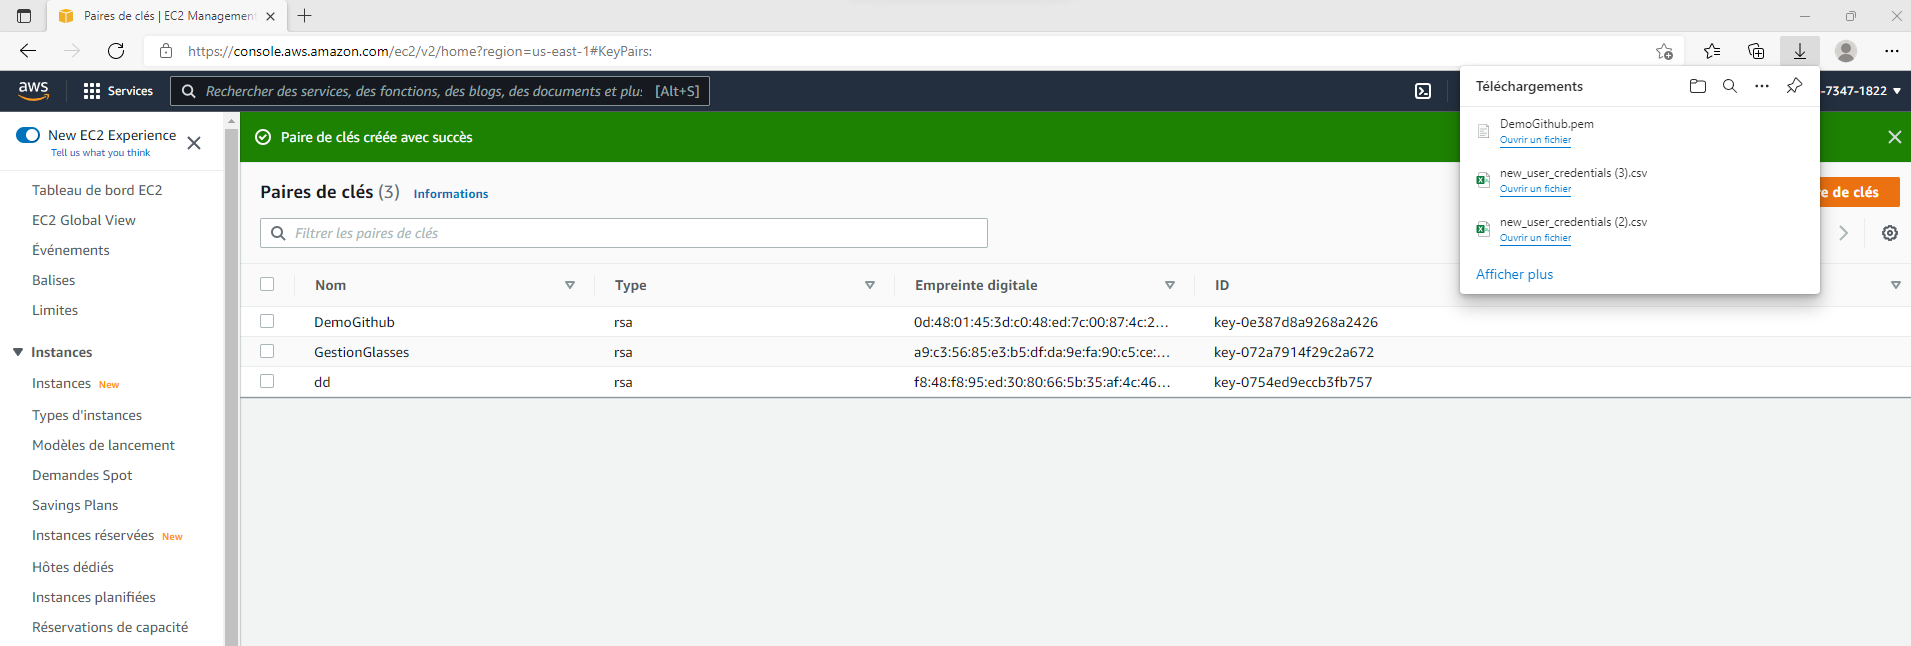 Paires de clés | EC2 Management
https://console.aws.amazon.com/ec2/v2/home?region=us-east-1#KeyPairs:
aws
Services
Rechercher des services, des fonctions, des blogs, des documents et plus [Alt+S]
-7347-1822
Téléchargements
DemoGithub.pem
Ouvrir un fichier
new_user_credentials (3).csv
Ouvrir un fichier
new_user_credentials (2).csv
Ouvrir un fichier
Afficher plus
New EC2 Experience
Tell us what you think
Tableau de bord EC2
EC2 Global View
Événements
Balises
Limites
Instances
Instances New
Types d'instances
Modèles de lancement
Demandes Spot
Savings Plans
Instances réservées New
Hôtes dédiés
Instances planifiées
Réservations de capacité
Paire de clés créée avec succès
Paires de clés (3) Informations
e de clés
Filtrer les paires de clés
Nom Type Empreinte digitale ID
DemoGithub rsa 0d:48:01:45:3d:c0:48:ed:7c:00:87:4c:2... key-0e387d8a9268a2426
GestionGlasses rsa a9:c3:56:85:e3:b5:df:da:9e:fa:90:c5:ce:... key-072a7914f29c2a672
dd rsa f8:48:f8:95:ed:30:80:66:5b:35:af:4c:46... key-0754ed9eccb3fb757